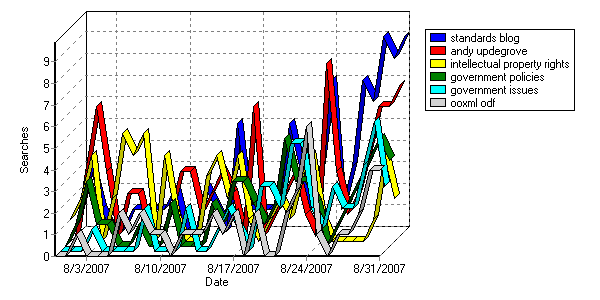 standards blog
andy updegrove
intellectual property rights
government policies
government issues
ooxml odf
Searches
9
8
7
6
5
4
3
2
1
0
8/3/2007 8/10/2007 8/17/2007 8/24/2007 8/31/2007
Date